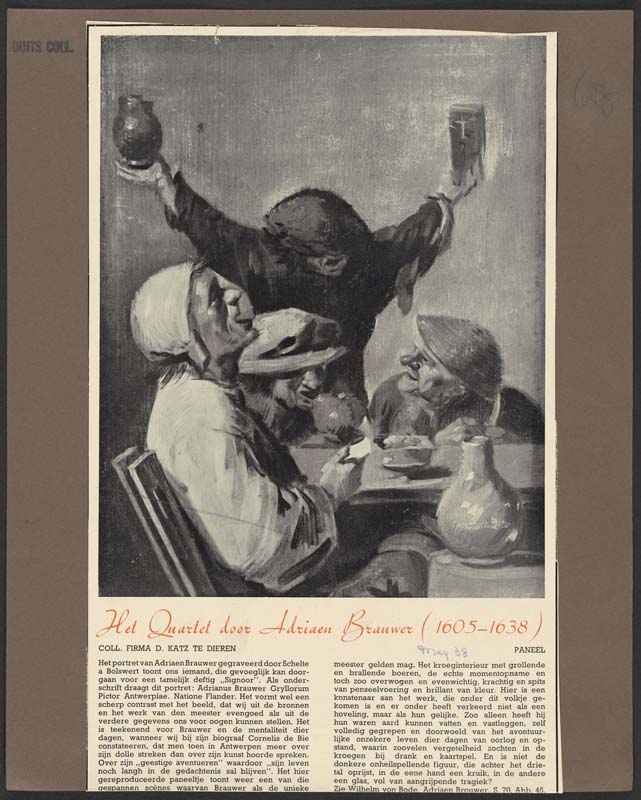 DUITS COLL.
Het Quartet door Adriaen Brauwer (1605–1638)
COLL. FIRMA D. KATZ TE DIEREN
May 38
PANEEL
Het portret van Adriaen Brauwer gegraveerd door Schelte
a Bolswert toont ons iemand, die gevoeglijk kan door-
gaan voor een tamelijk deftig „Signoor". Als onder-
schrift draagt dit portret: Adrianus Brauwer Gryllorum
Pictor Antwerpiae. Natione Flander. Het vormt wel een
scherp contrast met het beeld, dat wij uit de bronnen
en het werk van den meester evengoed als uit de
verdere gegevens ons voor oogen kunnen stellen. Het
is teekenend voor Brauwer en de mentaliteit dier
dagen, wanneer wij bij zijn biograaf Cornelis de Bie
constateeren, dat men toen in Antwerpen meer over
zijn dolle streken dan over zijn kunst hoorde spreken.
Over zijn „geestige aventueren" waardoor „sijn leven
noch langh in de gedachtenis sal blijven". Het hier
gereproduceerde paneeltje toont weer een van die
gespannen scènes waarvan Brauwer als de unieke
meester gelden mag. Het kroeginterieur met grollende
en brallende boeren, de echte momentopname en
toch zoo overwogen en evenwichtig, krachtig en spits
van penseelvoering en brillant van kleur. Hier is een
kunstenaar aan het werk, die onder dit volkje ge-
komen is en er onder heeft verkeerd niet als een
hoveling, maar als hun gelijke. Zoo alleen heeft hij
hun waren aard kunnen vatten en vastleggen, zelf
volledig gegrepen en doorwoeld van het avontuur-
lijke onzekere leven dier dagen van oorlog en op-
stand, waarin zoovelen vergetelheid zochten in de
kroegen bij drank en kaartspel. En is niet de
donkere onheilspellende figuur, die achter het drie-
tal oprijst, in de eene hand een kruik, in de andere
een glas, vol van aangrijpende tragiek?
Zie Wilhelm von Bode, Adriaen Brouwer, S. 70, Abb. 45.